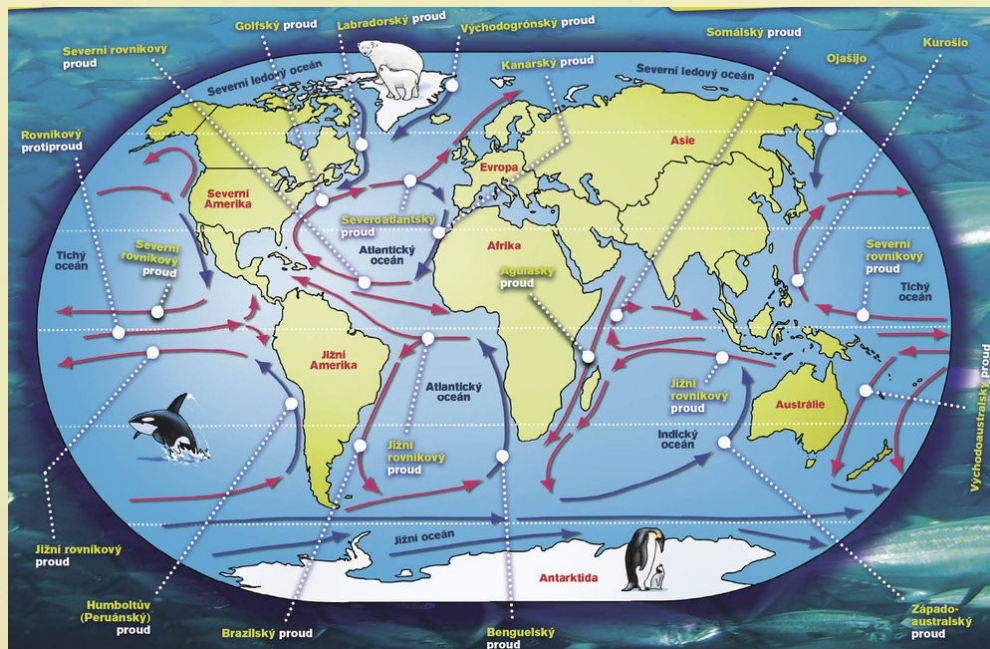 Golfský proud
Labradorský proud
Východogrónský proud
Somálský proud
Kurošio
Severní rovníkový
proud
Kanárský proud
Ojašijo
Severní ledový oceán
Severní ledový oceán
Rovníkový
protiproud
Asie
Evropa
Severní
Amerika
Severoatlantský
proud
Afrika
Tichý
oceán
Severní
rovníkový
proud
Atlantický
oceán
Agulaský
proud
Severní
rovníkový
proud
Tichý
oceán
Jižní
Amerika
Atlantický
oceán
Jižní
rovníkový
proud
Austrálie
Východoaustralský proud
Jižní
rovníkový
proud
Indický
oceán
Jižní oceán
Jižní rovníkový
proud
Antarktida
Humboltův
(Peruánský)
proud
Brazilský proud
Benguelský
proud
Západo-
australský
proud